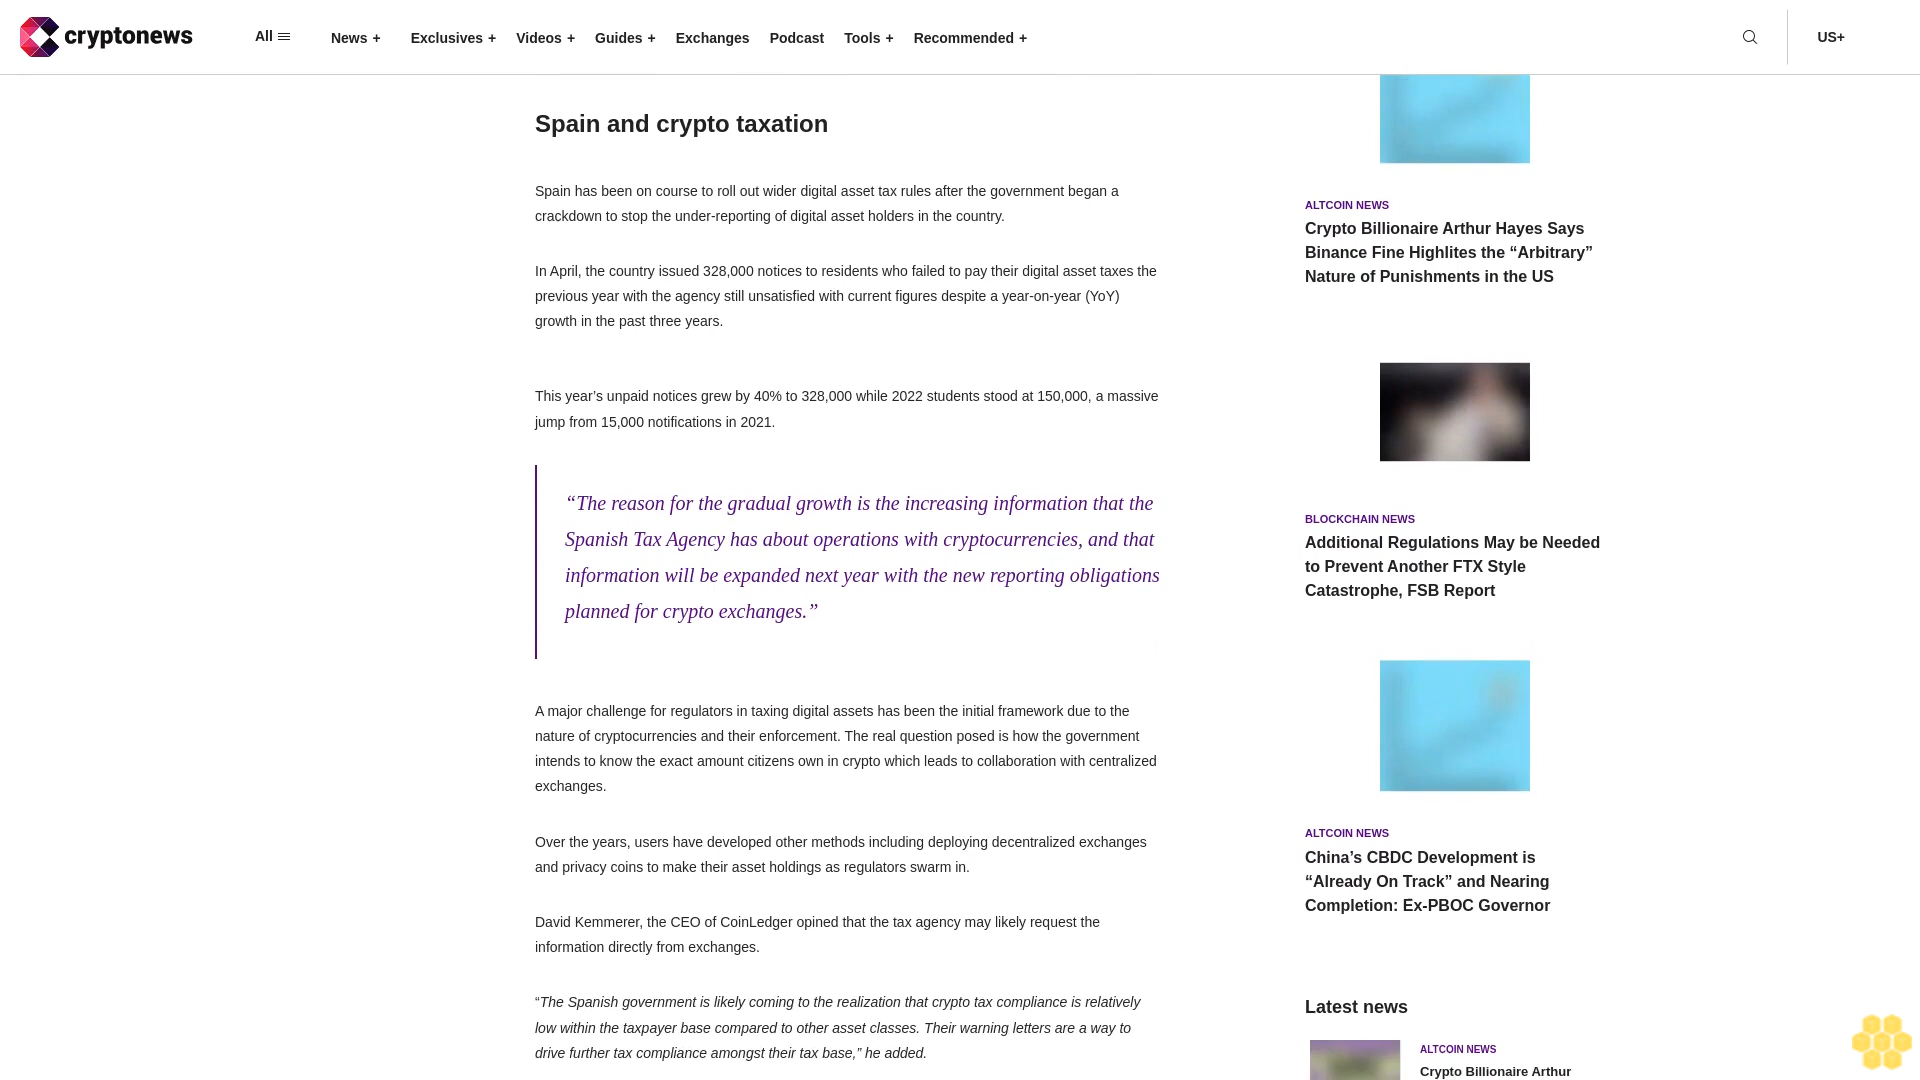 cryptonews
All
News +
Exclusives +
Videos +
Guides +
Exchanges
Podcast
Tools +
Recommended +
US+
Spain and crypto taxation
Spain has been on course to roll out wider digital asset tax rules after the government began a
crackdown to stop the under-reporting of digital asset holders in the country.
In April, the country issued 328,000 notices to residents who failed to pay their digital asset taxes the
previous year with the agency still unsatisfied with current figures despite a year-on-year (YoY)
growth in the past three years.
This year’s unpaid notices grew by 40% to 328,000 while 2022 students stood at 150,000, a massive
jump from 15,000 notifications in 2021.
“The reason for the gradual growth is the increasing information that the
Spanish Tax Agency has about operations with cryptocurrencies, and that
information will be expanded next year with the new reporting obligations
planned for crypto exchanges.”
A major challenge for regulators in taxing digital assets has been the initial framework due to the
nature of cryptocurrencies and their enforcement. The real question posed is how the government
intends to know the exact amount citizens own in crypto which leads to collaboration with centralized
exchanges.
Over the years, users have developed other methods including deploying decentralized exchanges
and privacy coins to make their asset holdings as regulators swarm in.
David Kemmerer, the CEO of CoinLedger opined that the tax agency may likely request the
information directly from exchanges.
“The Spanish government is likely coming to the realization that crypto tax compliance is relatively
low within the taxpayer base compared to other asset classes. Their warning letters are a way to
drive further tax compliance amongst their tax base,” he added.
ALTCOIN NEWS
Crypto Billionaire Arthur Hayes Says
Binance Fine Highlites the “Arbitrary”
Nature of Punishments in the US
BLOCKCHAIN NEWS
Additional Regulations May be Needed
to Prevent Another FTX Style
Catastrophe, FSB Report
ALTCOIN NEWS
China’s CBDC Development is
“Already On Track” and Nearing
Completion: Ex-PBOC Governor
Latest news
ALTCOIN NEWS
Crypto Billionaire Arthur